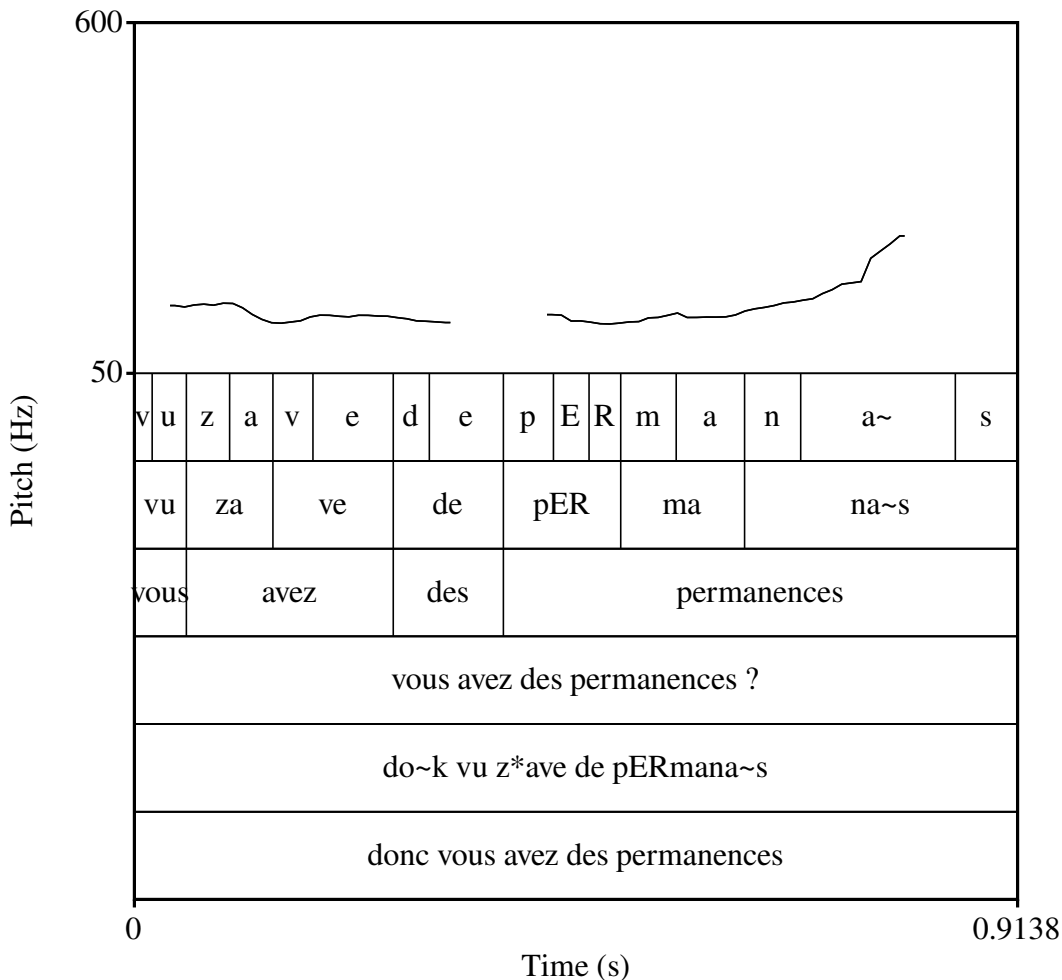 600
50
Pitch (Hz)
v u z a v e d e p E R m a n a~ s
vu za ve de pER ma na~s
vous avez des permanences
vous avez des permanences ?
do~k vu z*ave de pERmana~s
donc vous avez des permanences
0 0.9138
Time (s)